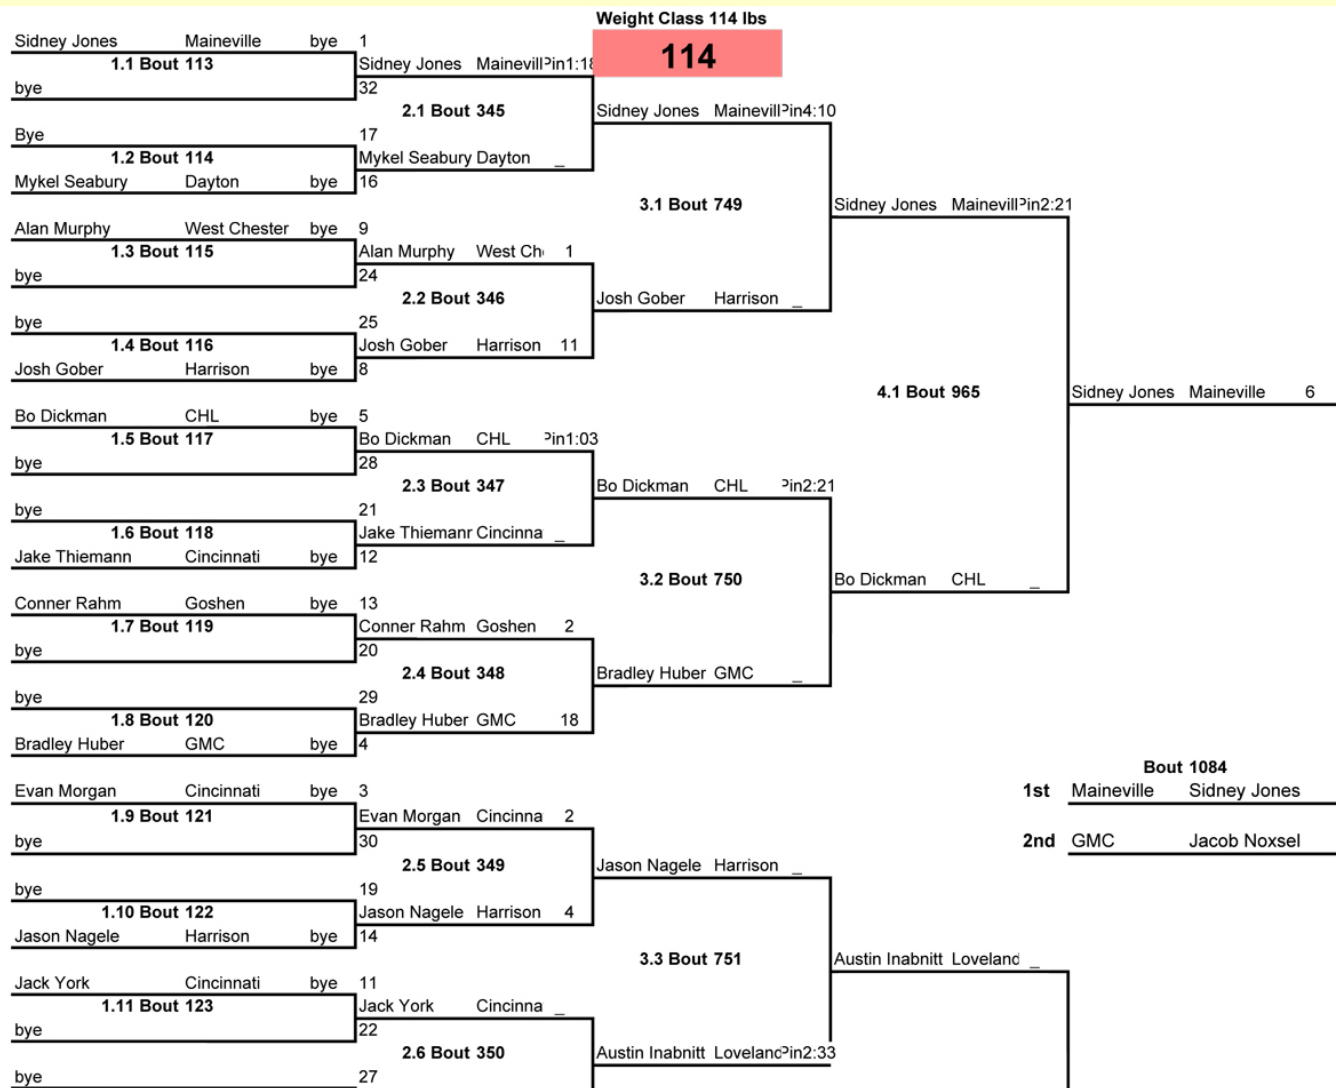 Weight Class 114 lbs
114
Sidney Jones Maineville bye 1
1.1 Bout 113
Sidney Jones Mainevill Pin1:18
bye 32
2.1 Bout 345
Sidney Jones Mainevill Pin4:10
Bye 17
1.2 Bout 114
Mykel Seabury Dayton _
Mykel Seabury Dayton bye 16
3.1 Bout 749
Sidney Jones Mainevill Pin2:21
Alan Murphy West Chester bye 9
1.3 Bout 115
Alan Murphy West Ch 1
bye 24
2.2 Bout 346
Josh Gober Harrison _
bye 25
1.4 Bout 116
Josh Gober Harrison 11
Josh Gober Harrison bye 8
4.1 Bout 965
Sidney Jones Maineville 6
Bo Dickman CHL bye 5
1.5 Bout 117
Bo Dickman CHL Pin1:03
bye 28
2.3 Bout 347
Bo Dickman CHL Pin2:21
bye 21
1.6 Bout 118
Jake Thiemann Cincinna _
Jake Thiemann Cincinnati bye 12
3.2 Bout 750
Bo Dickman CHL _
Conner Rahm Goshen bye 13
1.7 Bout 119
Conner Rahm Goshen 2
bye 20
2.4 Bout 348
Bradley Huber GMC _
bye 29
1.8 Bout 120
Bradley Huber GMC 18
Bradley Huber GMC bye 4
Bout 1084
1st Maineville Sidney Jones
2nd GMC Jacob Noxsel
Evan Morgan Cincinnati bye 3
1.9 Bout 121
Evan Morgan Cincinna 2
bye 30
2.5 Bout 349
Jason Nagele Harrison _
bye 19
1.10 Bout 122
Jason Nagele Harrison 4
Jason Nagele Harrison bye 14
3.3 Bout 751
Austin Inabnitt Loveland _
Jack York Cincinnati bye 11
1.11 Bout 123
Jack York Cincinna _
bye 22
2.6 Bout 350
Austin Inabnitt Loveland Pin2:33
bye 27